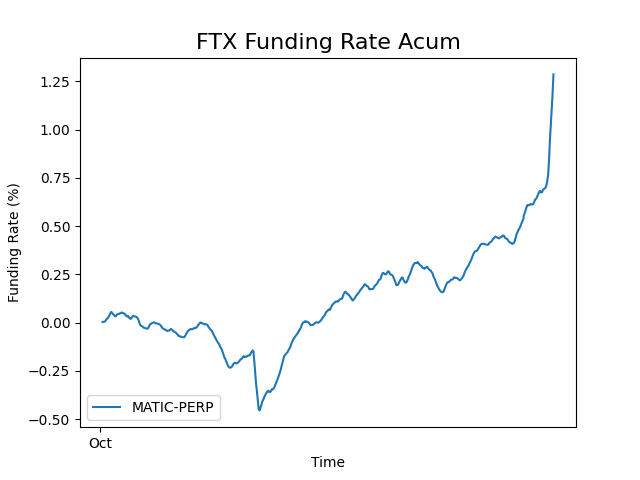 FTX Funding Rate Acum
Funding Rate (%)
1.25
1.00
0.75
0.50
0.25
0.00
−0.25
−0.50
MATIC-PERP
Oct
Time